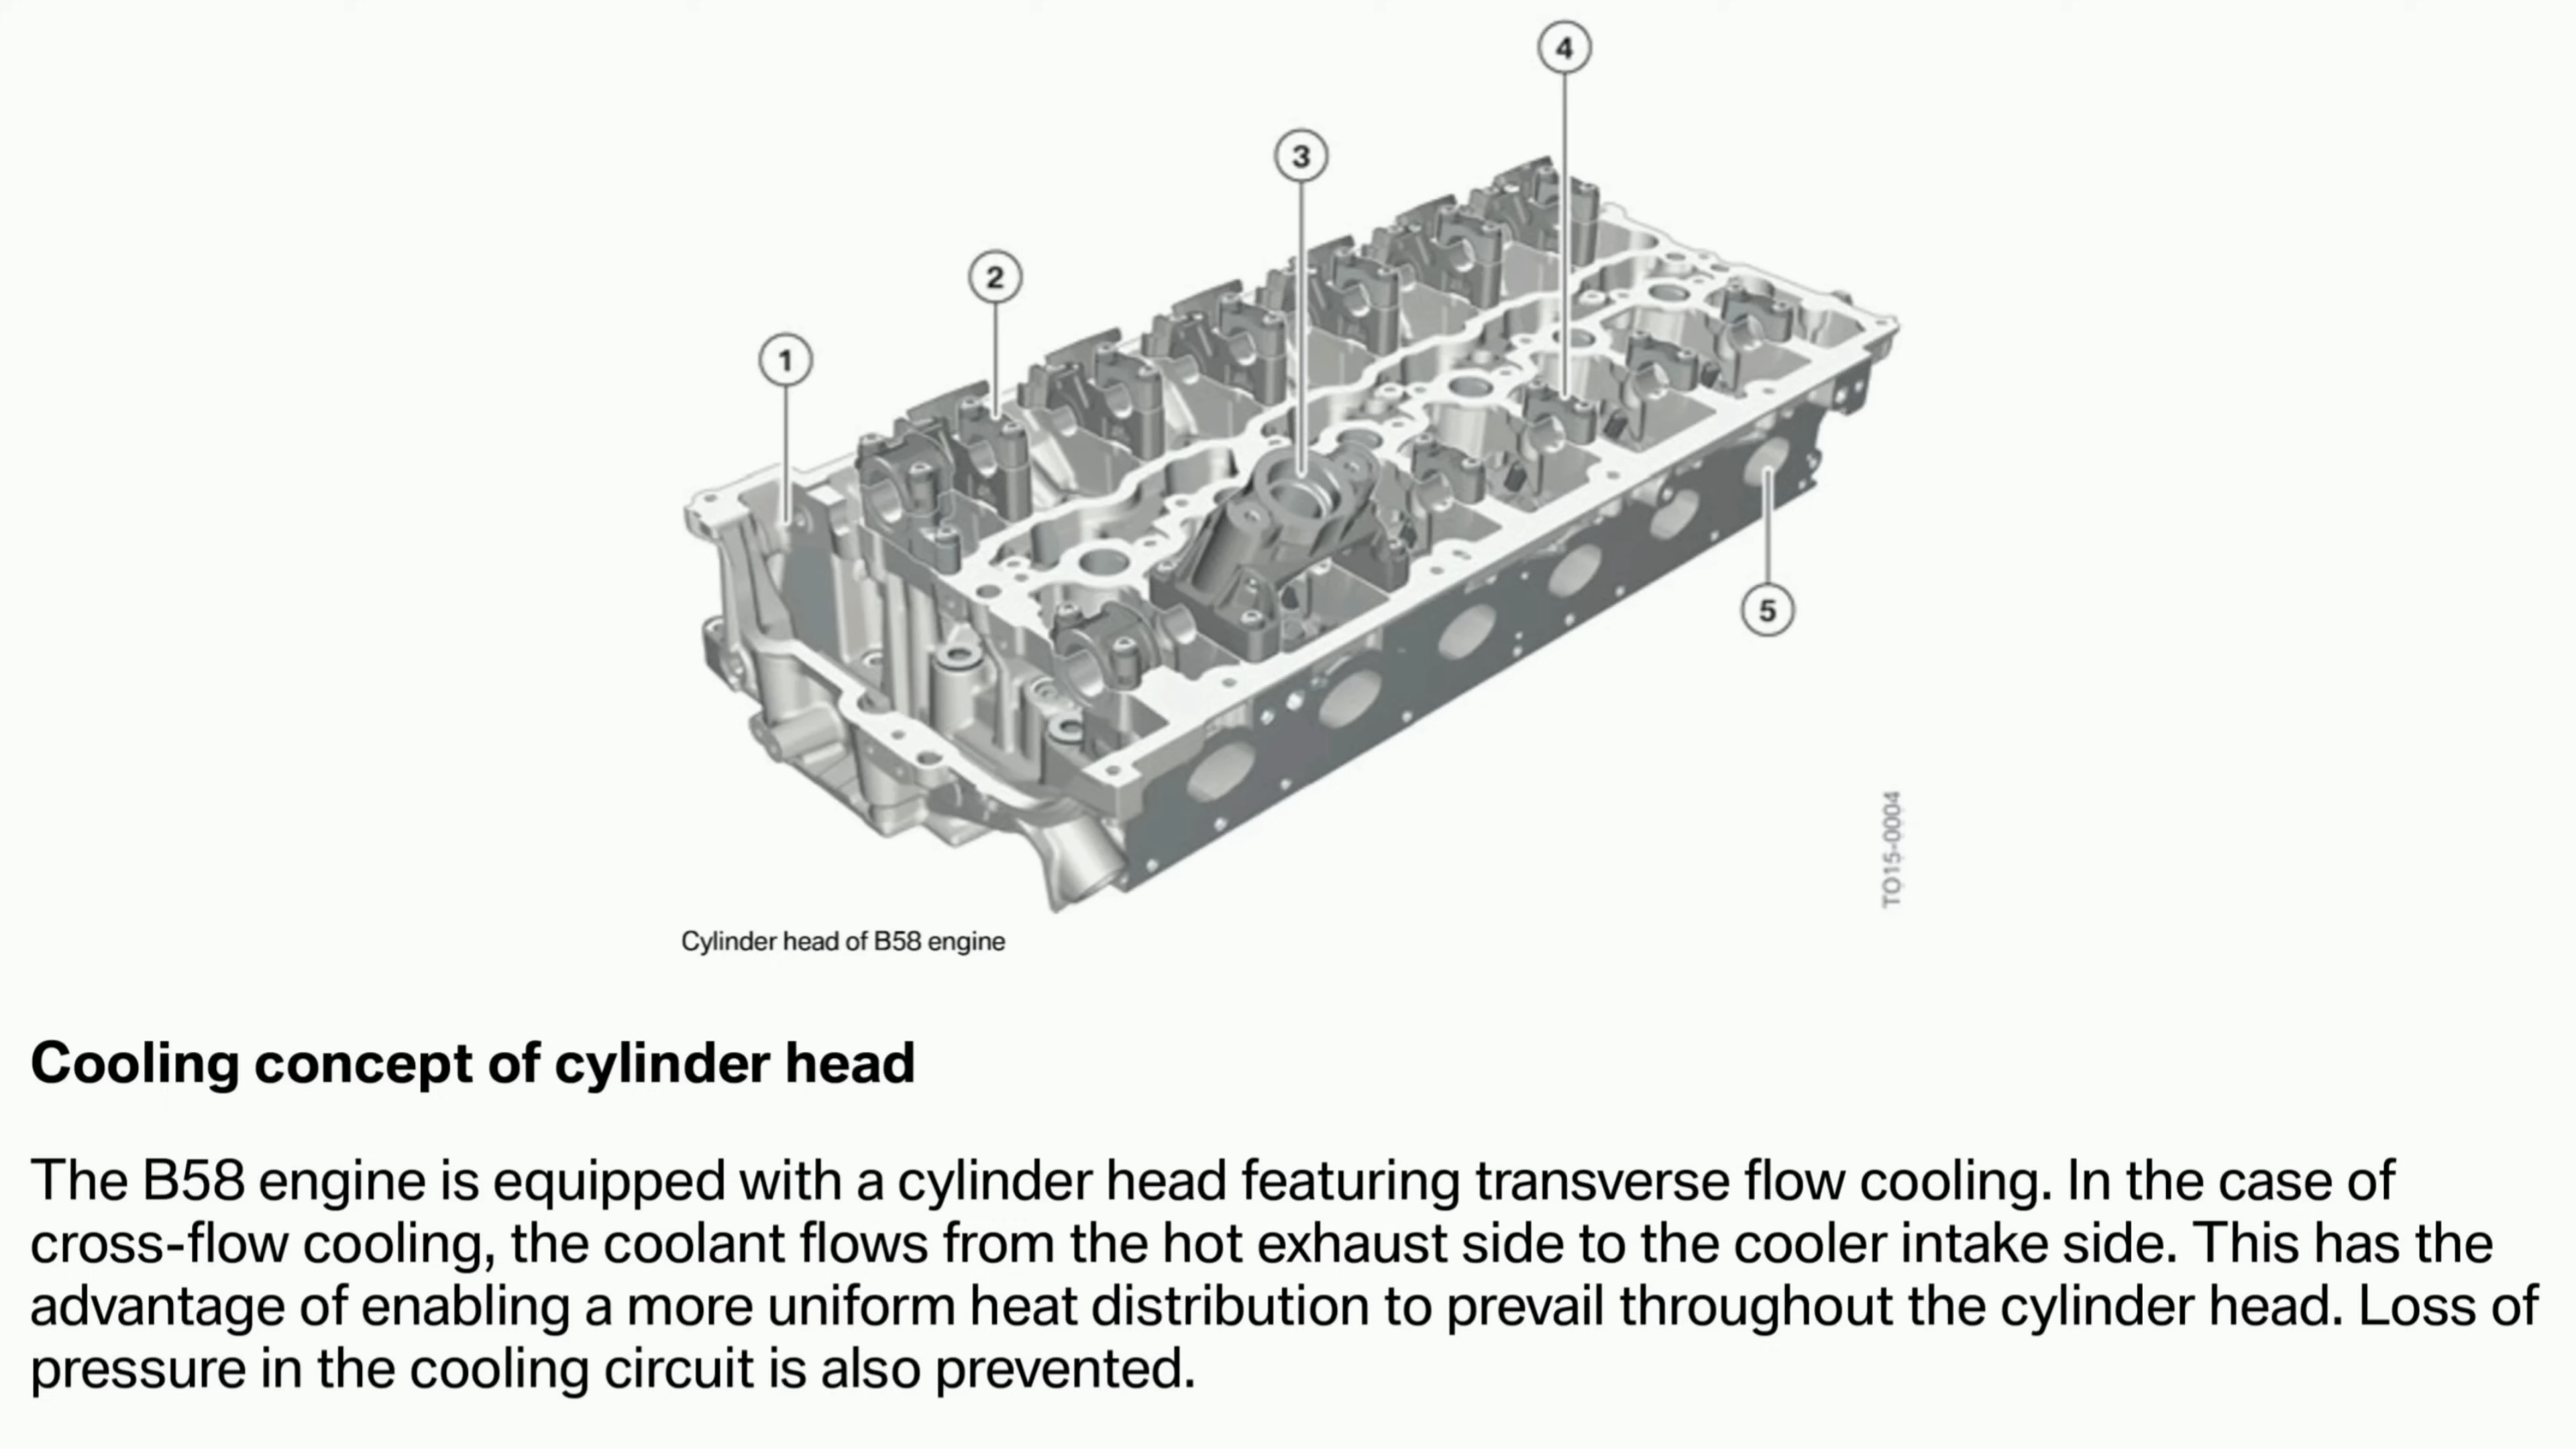 4
3
2
1
5
TO15-0004
Cylinder head of B58 engine
Cooling concept of cylinder head
The B58 engine is equipped with a cylinder head featuring transverse flow cooling. In the case of
cross-flow cooling, the coolant flows from the hot exhaust side to the cooler intake side. This has the
advantage of enabling a more uniform heat distribution to prevail throughout the cylinder head. Loss of
pressure in the cooling circuit is also prevented.